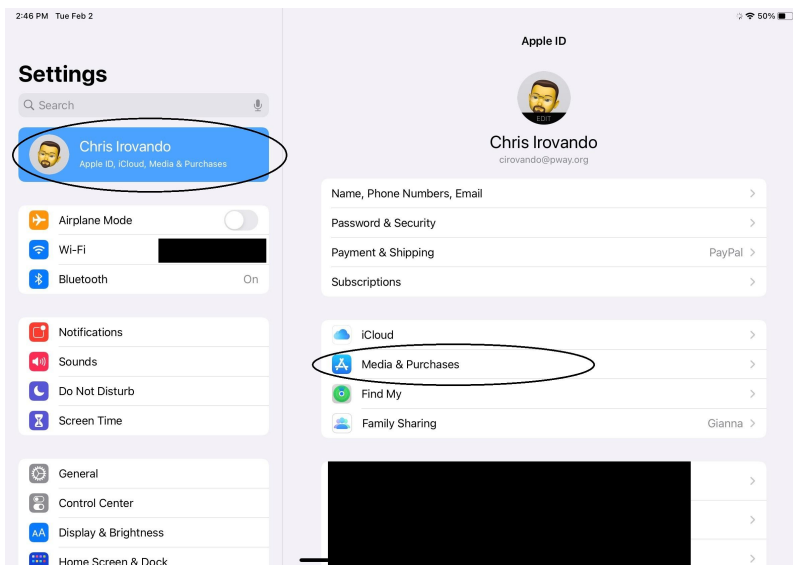 2:46 PM Tue Feb 2
50%
Settings
Search
Chris Irovando
Apple ID, iCloud, Media & Purchases
Airplane Mode
Wi-Fi
Bluetooth On
Notifications
Sounds
Do Not Disturb
Screen Time
General
Control Center
AA Display & Brightness
Home Screen & Dock
Apple ID
EDIT
Chris Irovando
cirovando@pway.org
Name, Phone Numbers, Email
Password & Security
Payment & Shipping PayPal
Subscriptions
iCloud
Media & Purchases
Find My
Family Sharing Gianna